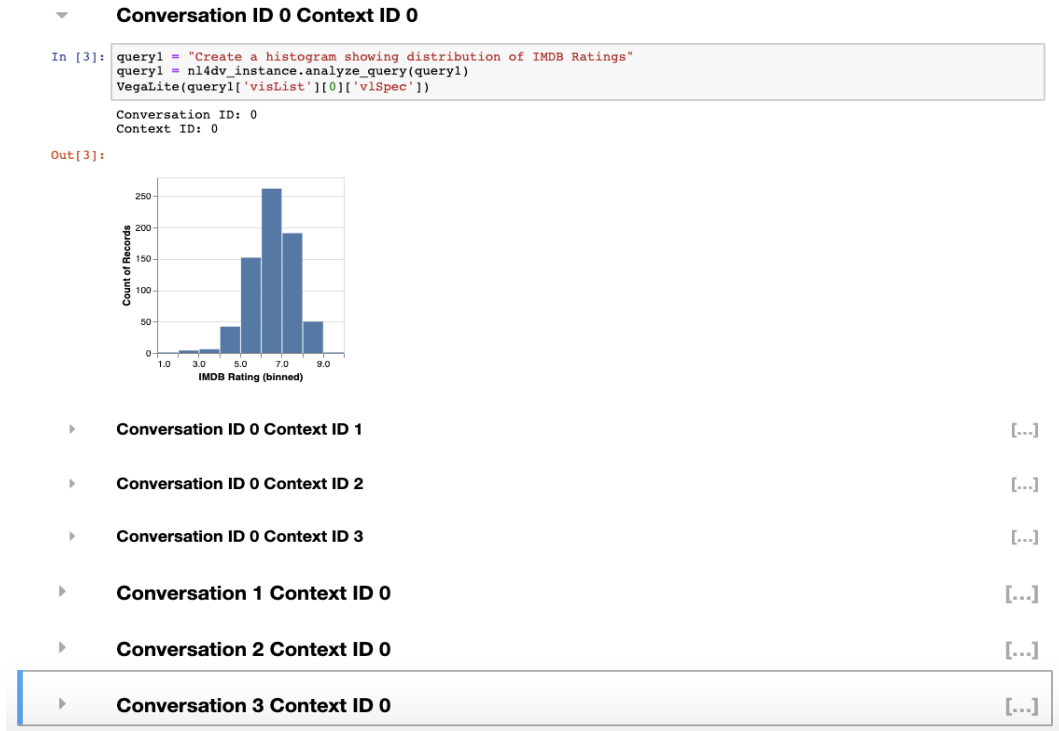 Conversation ID 0 Context ID 0
In [3]: query1 = "Create a histogram showing distribution of IMDB Ratings"
query1 = nl4dv_instance.analyze_query(query1)
VegaLite(query1['visList'][0]['vlSpec'])
Conversation ID: 0
Context ID: 0
Out[3]:
250
200
150
100
50
0
Count of Records
1.0 3.0 5.0 7.0 9.0
IMDB Rating (binned)
Conversation ID 0 Context ID 1 [...]
Conversation ID 0 Context ID 2 [...]
Conversation ID 0 Context ID 3 [...]
Conversation 1 Context ID 0 [...]
Conversation 2 Context ID 0 [...]
Conversation 3 Context ID 0 [...]